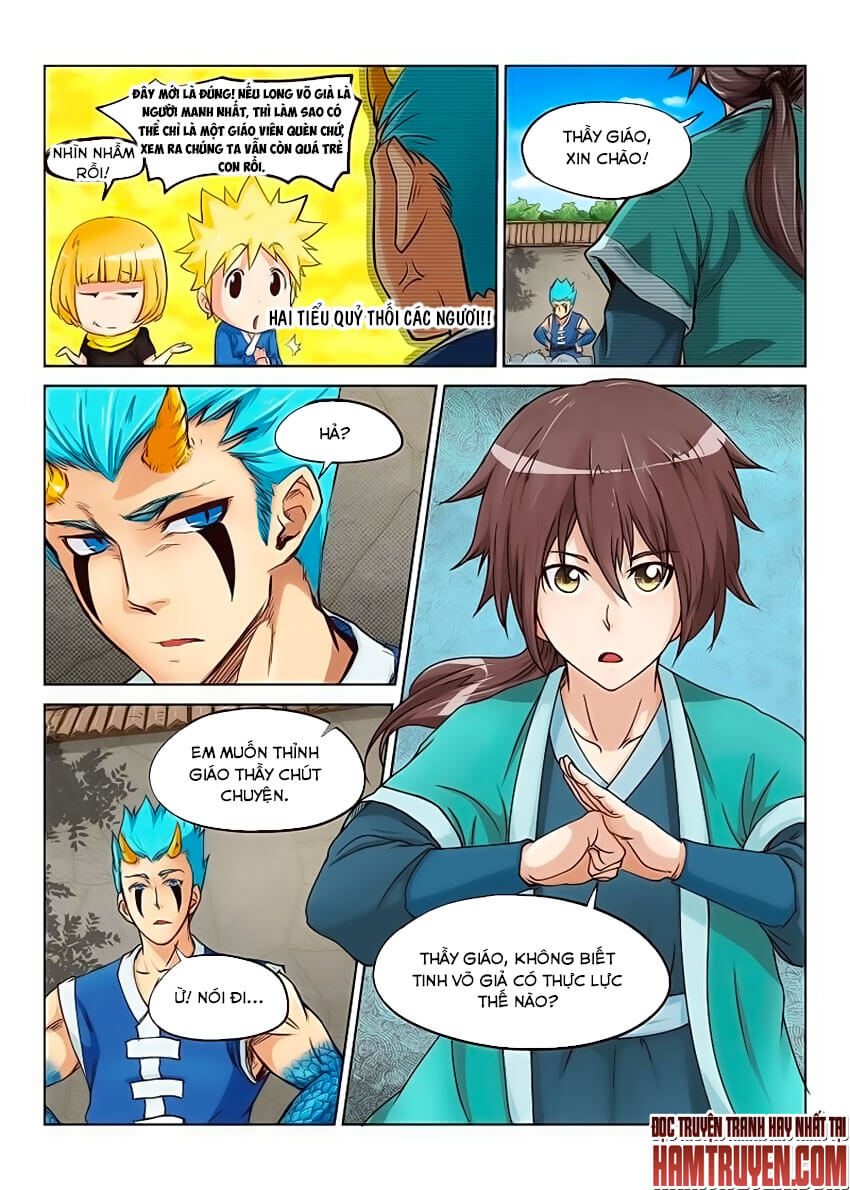 ĐÂY MỚI LÀ ĐÚNG! NẾU LONG VÕ GIẢ LÀ
NGƯỜI MẠNH NHẤT, THÌ LÀM SAO CÓ
THỂ CHỈ LÀ MỘT GIÁO VIÊN QUÈN CHỨ,
XEM RA CHÚNG TA VẪN CÒN QUÁ TRẺ
CON RỒI.
NHÌN NHẦM
RỒI!
HAI TIỂU QUỶ THỐI CÁC NGƯƠI!!
THẦY GIÁO,
XIN CHÀO!
HẢ?
EM MUỐN THỈNH
GIÁO THẦY CHÚT
CHUYỆN.
Ừ! NÓI ĐI...
THẦY GIÁO, KHÔNG BIẾT
TINH VÕ GIẢ CÓ THỰC LỰC
THẾ NÀO?
ĐỌC TRUYỆN TRANH HAY NHẤT TẠI
HAMTRUYEN.COM